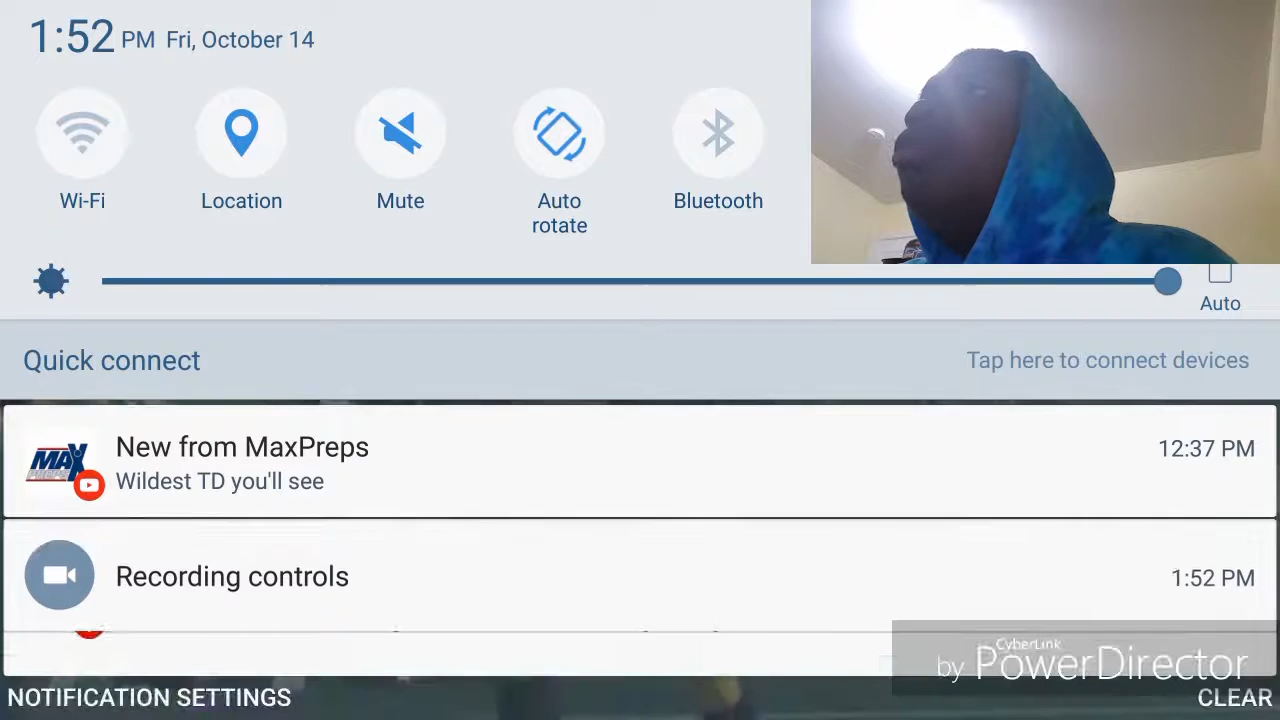 1:52 PM Fri, October 14
Wi-Fi
Location
Mute
Auto
rotate
Bluetooth
Auto
Quick connect
Tap here to connect devices
MAX
PREPS
New from MaxPreps
12:37 PM
Wildest TD you'll see
Recording controls
1:52 PM
CyberLink
by PowerDirector
NOTIFICATION SETTINGS
CLEAR